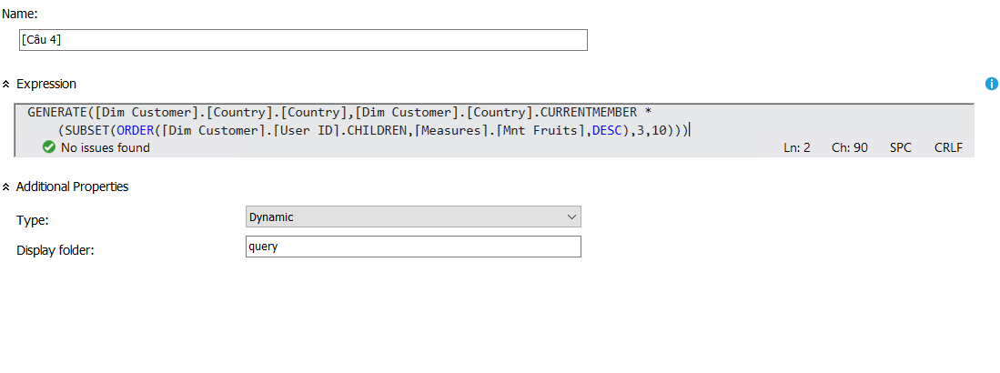 Name:
[Câu 4]
Expression
GENERATE([Dim Customer].[Country].[Country],[Dim Customer].[Country].CURRENTMEMBER *
(SUBSET(ORDER([Dim Customer].[User ID].CHILDREN,[Measures].[Mnt Fruits],DESC),3,10)))
No issues found Ln: 2 Ch: 90 SPC CRLF
Additional Properties
Type: Dynamic
Display folder: query